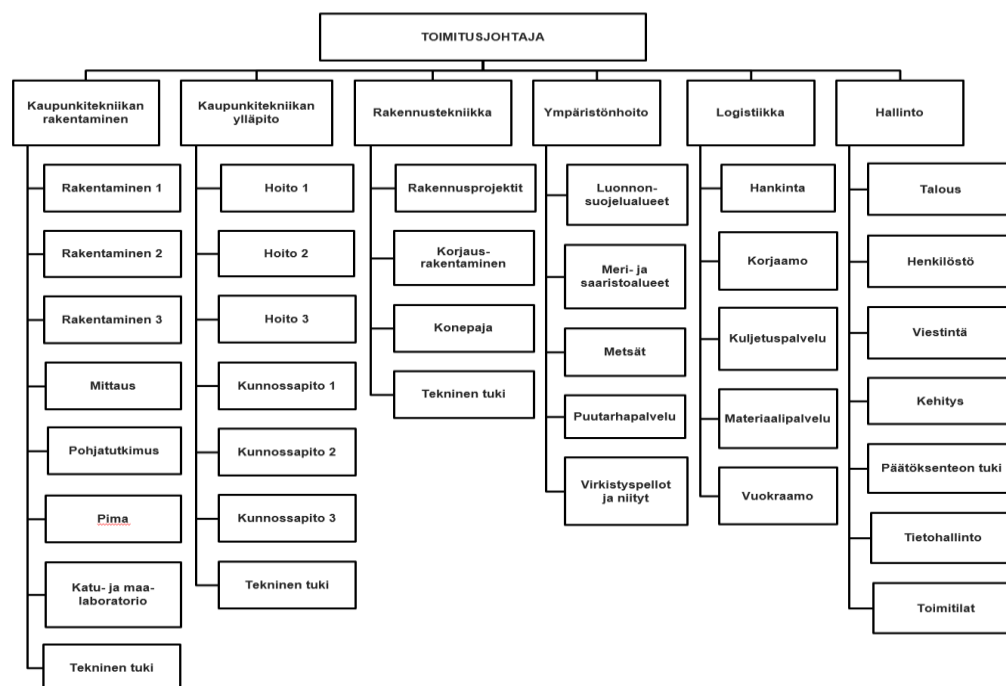 TOIMITUSJOHTAJA
Kaupunkitekniikan
rakentaminen
Rakentaminen 1
Rakentaminen 2
Rakentaminen 3
Mittaus
Pohjatutkimus
Pima
Katu- ja maa-
laboratorio
Tekninen tuki
Kaupunkitekniikan
ylläpito
Hoito 1
Hoito 2
Hoito 3
Kunnossapito 1
Kunnossapito 2
Kunnossapito 3
Tekninen tuki
Rakennustekniikka
Rakennusprojektit
Korjaus-
rakentaminen
Konepaja
Tekninen tuki
Ympäristönhoito
Luonnon-
suojelualueet
Meri- ja
saaristoalueet
Metsät
Puutarhapalvelu
Virkistyspellot
ja niityt
Logistiikka
Hankinta
Korjaamo
Kuljetuspalvelu
Materiaalipalvelu
Vuokraamo
Hallinto
Talous
Henkilöstö
Viestintä
Kehitys
Päätöksenteon tuki
Tietohallinto
Toimitilat